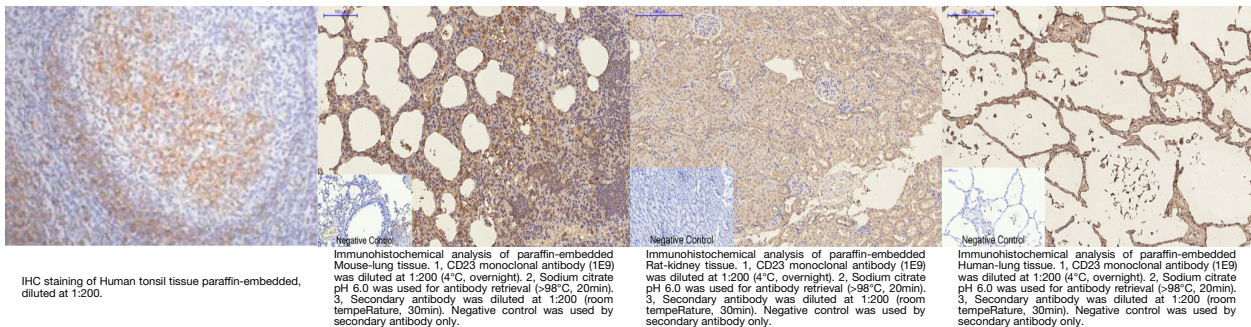 Negative Control
Negative Control
Negative Control
IHC staining of Human tonsil tissue paraffin-embedded,
diluted at 1:200.
Immunohistochemical analysis of paraffin-embedded
Mouse-lung tissue. 1, CD23 monoclonal antibody (1E9)
was diluted at 1:200 (4°C, overnight). 2, Sodium citrate
pH 6.0 was used for antibody retrieval (>98°C, 20min).
3, Secondary antibody was diluted at 1:200 (room
tempeRature, 30min). Negative control was used by
secondary antibody only.
Immunohistochemical analysis of paraffin-embedded
Rat-kidney tissue. 1, CD23 monoclonal antibody (1E9)
was diluted at 1:200 (4°C, overnight). 2, Sodium citrate
pH 6.0 was used for antibody retrieval (>98°C, 20min).
3, Secondary antibody was diluted at 1:200 (room
tempeRature, 30min). Negative control was used by
secondary antibody only.
Immunohistochemical analysis of paraffin-embedded
Human-lung tissue. 1, CD23 monoclonal antibody (1E9)
was diluted at 1:200 (4°C, overnight). 2, Sodium citrate
pH 6.0 was used for antibody retrieval (>98°C, 20min).
3, Secondary antibody was diluted at 1:200 (room
tempeRature, 30min). Negative control was used by
secondary antibody only.